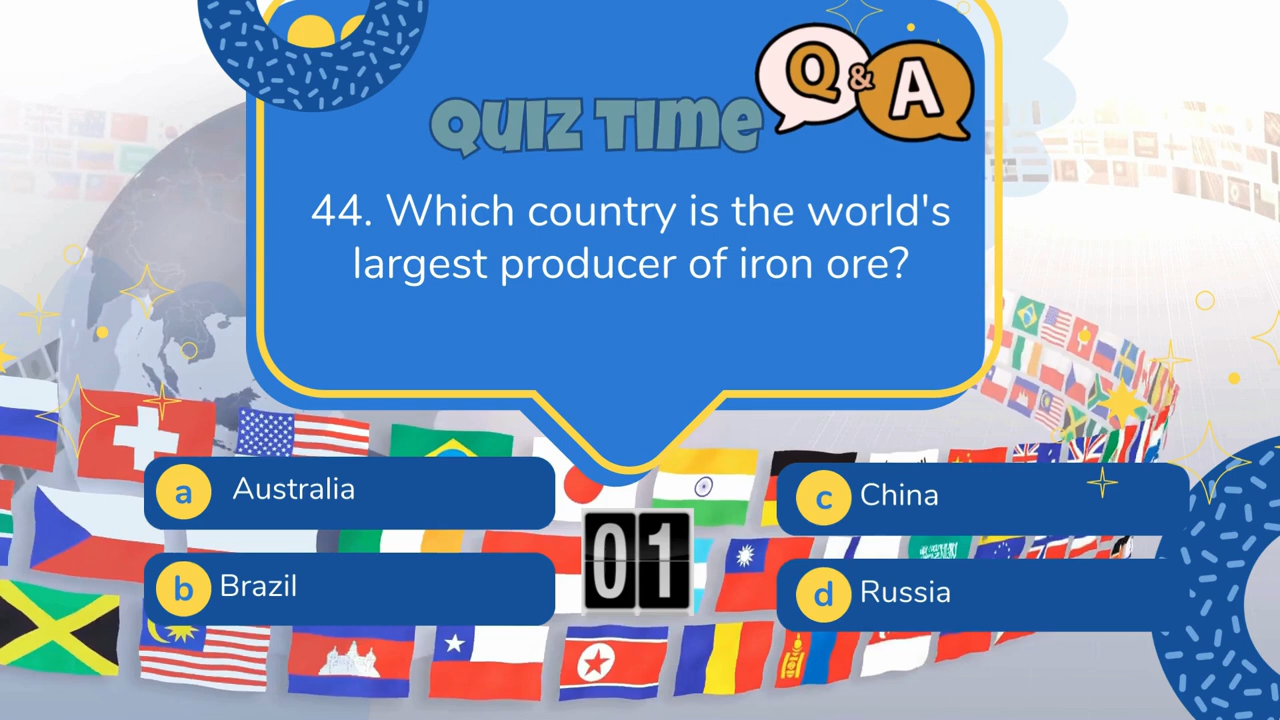 Q & A
QUIZ TIME
44. Which country is the world's
largest producer of iron ore?
a Australia
c China
b Brazil
d Russia
01